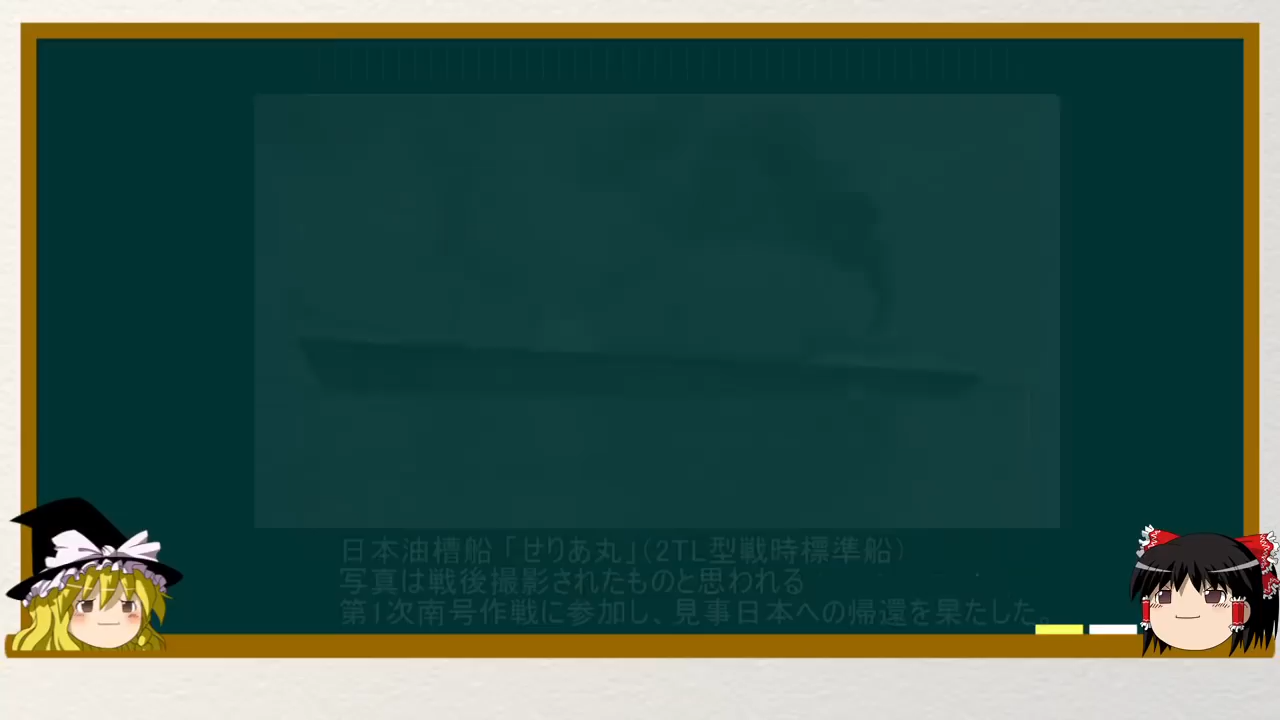 日本油槽船「せりあ丸」(2TL型戦時標準船)
写真は戦後撮影されたものと思われる
第1次南号作戦に参加し、見事日本への帰還を果たした。